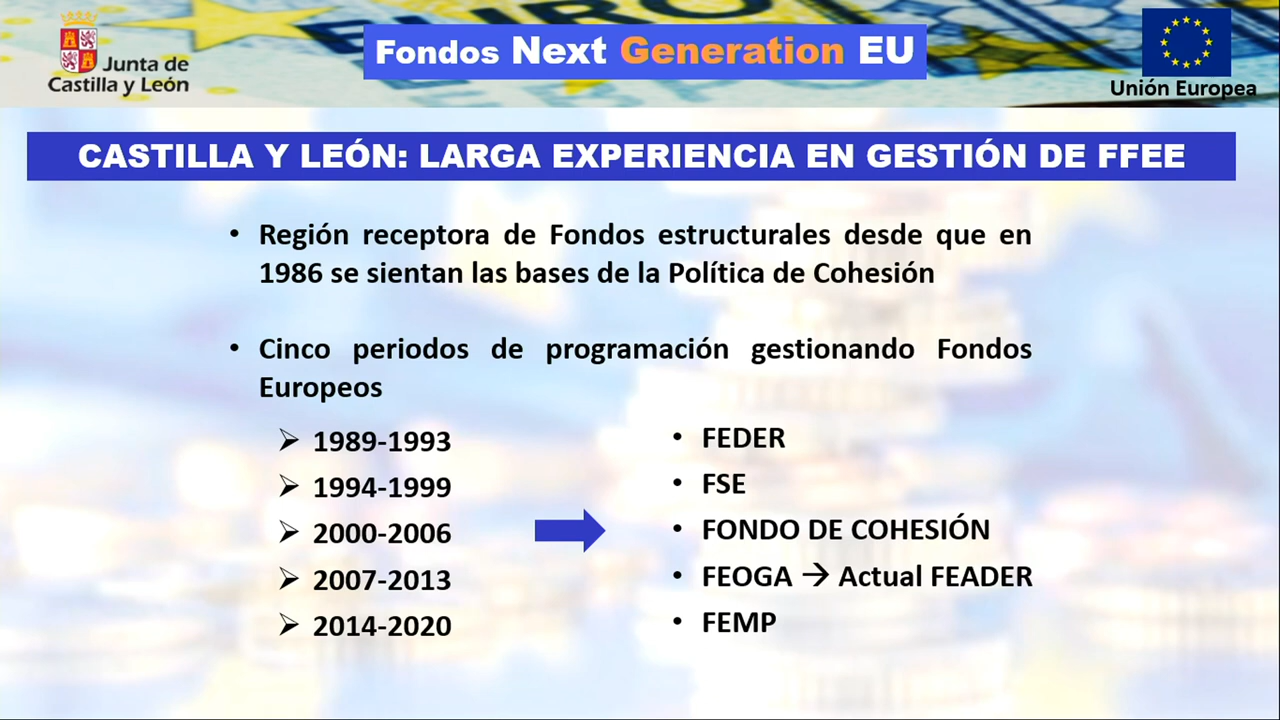 Junta de
Castilla y León
Fondos Next Generation EU
Unión Europea
CASTILLA Y LEÓN: LARGA EXPERIENCIA EN GESTIÓN DE FFEE
• Región receptora de Fondos estructurales desde que en
1986 se sientan las bases de la Política de Cohesión
• Cinco periodos de programación gestionando Fondos
Europeos
➢ 1989-1993
➢ 1994-1999
➢ 2000-2006
➢ 2007-2013
➢ 2014-2020
• FEDER
• FSE
• FONDO DE COHESIÓN
• FEOGA → Actual FEADER
• FEMP